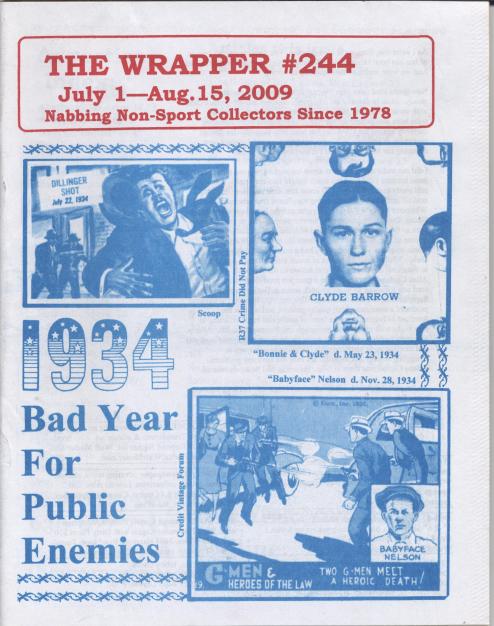 THE WRAPPER #244
July 1—Aug.15, 2009
Nabbing Non-Sport Collectors Since 1978
DILLINGER
SHOT
July 22, 1934
Scoop
R37 Crime Did Not Pay
CLYDE BARROW
"Bonnie & Clyde" d. May 23, 1934
"Babyface" Nelson d. Nov. 28, 1934
1934
Bad Year
For
Public
Enemies
Credit Vintage Forum
BABYFACE
NELSON
G-MEN &
HEROES OF THE LAW
TWO G-MEN MEET
A HEROIC DEATH!